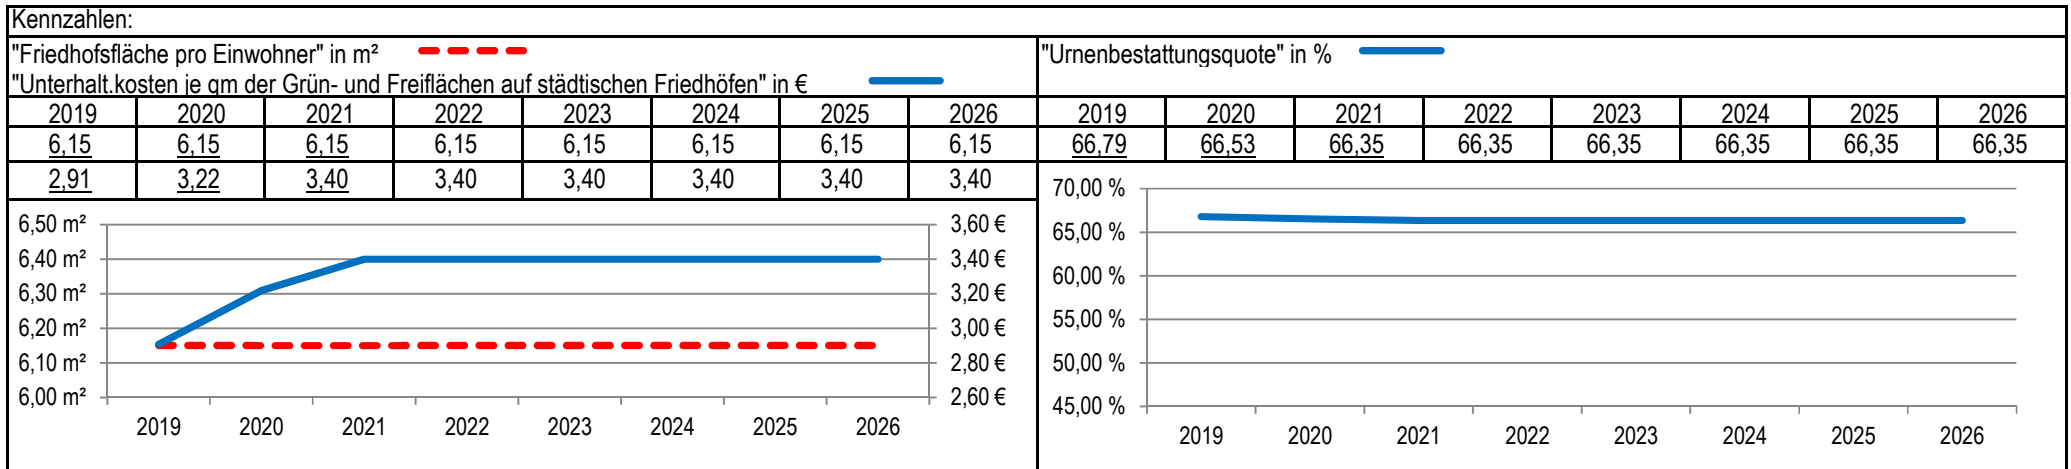 Kennzahlen:
"Friedhofsfläche pro Einwohner" in m²
"Unterhalt.kosten je qm der Grün- und Freiflächen auf städtischen Friedhöfen" in €
2019 2020 2021 2022 2023 2024 2025 2026
6,15 6,15 6,15 6,15 6,15 6,15 6,15 6,15
2,91 3,22 3,40 3,40 3,40 3,40 3,40 3,40
6,50 m² 3,60 €
6,40 m² 3,40 €
6,30 m² 3,20 €
6,20 m² 3,00 €
6,10 m² 2,80 €
6,00 m² 2,60 €
2019 2020 2021 2022 2023 2024 2025 2026
"Urnenbestattungsquote" in %
2019 2020 2021 2022 2023 2024 2025 2026
66,79 66,53 66,35 66,35 66,35 66,35 66,35 66,35
70,00 %
65,00 %
60,00 %
55,00 %
50,00 %
45,00 %
2019 2020 2021 2022 2023 2024 2025 2026